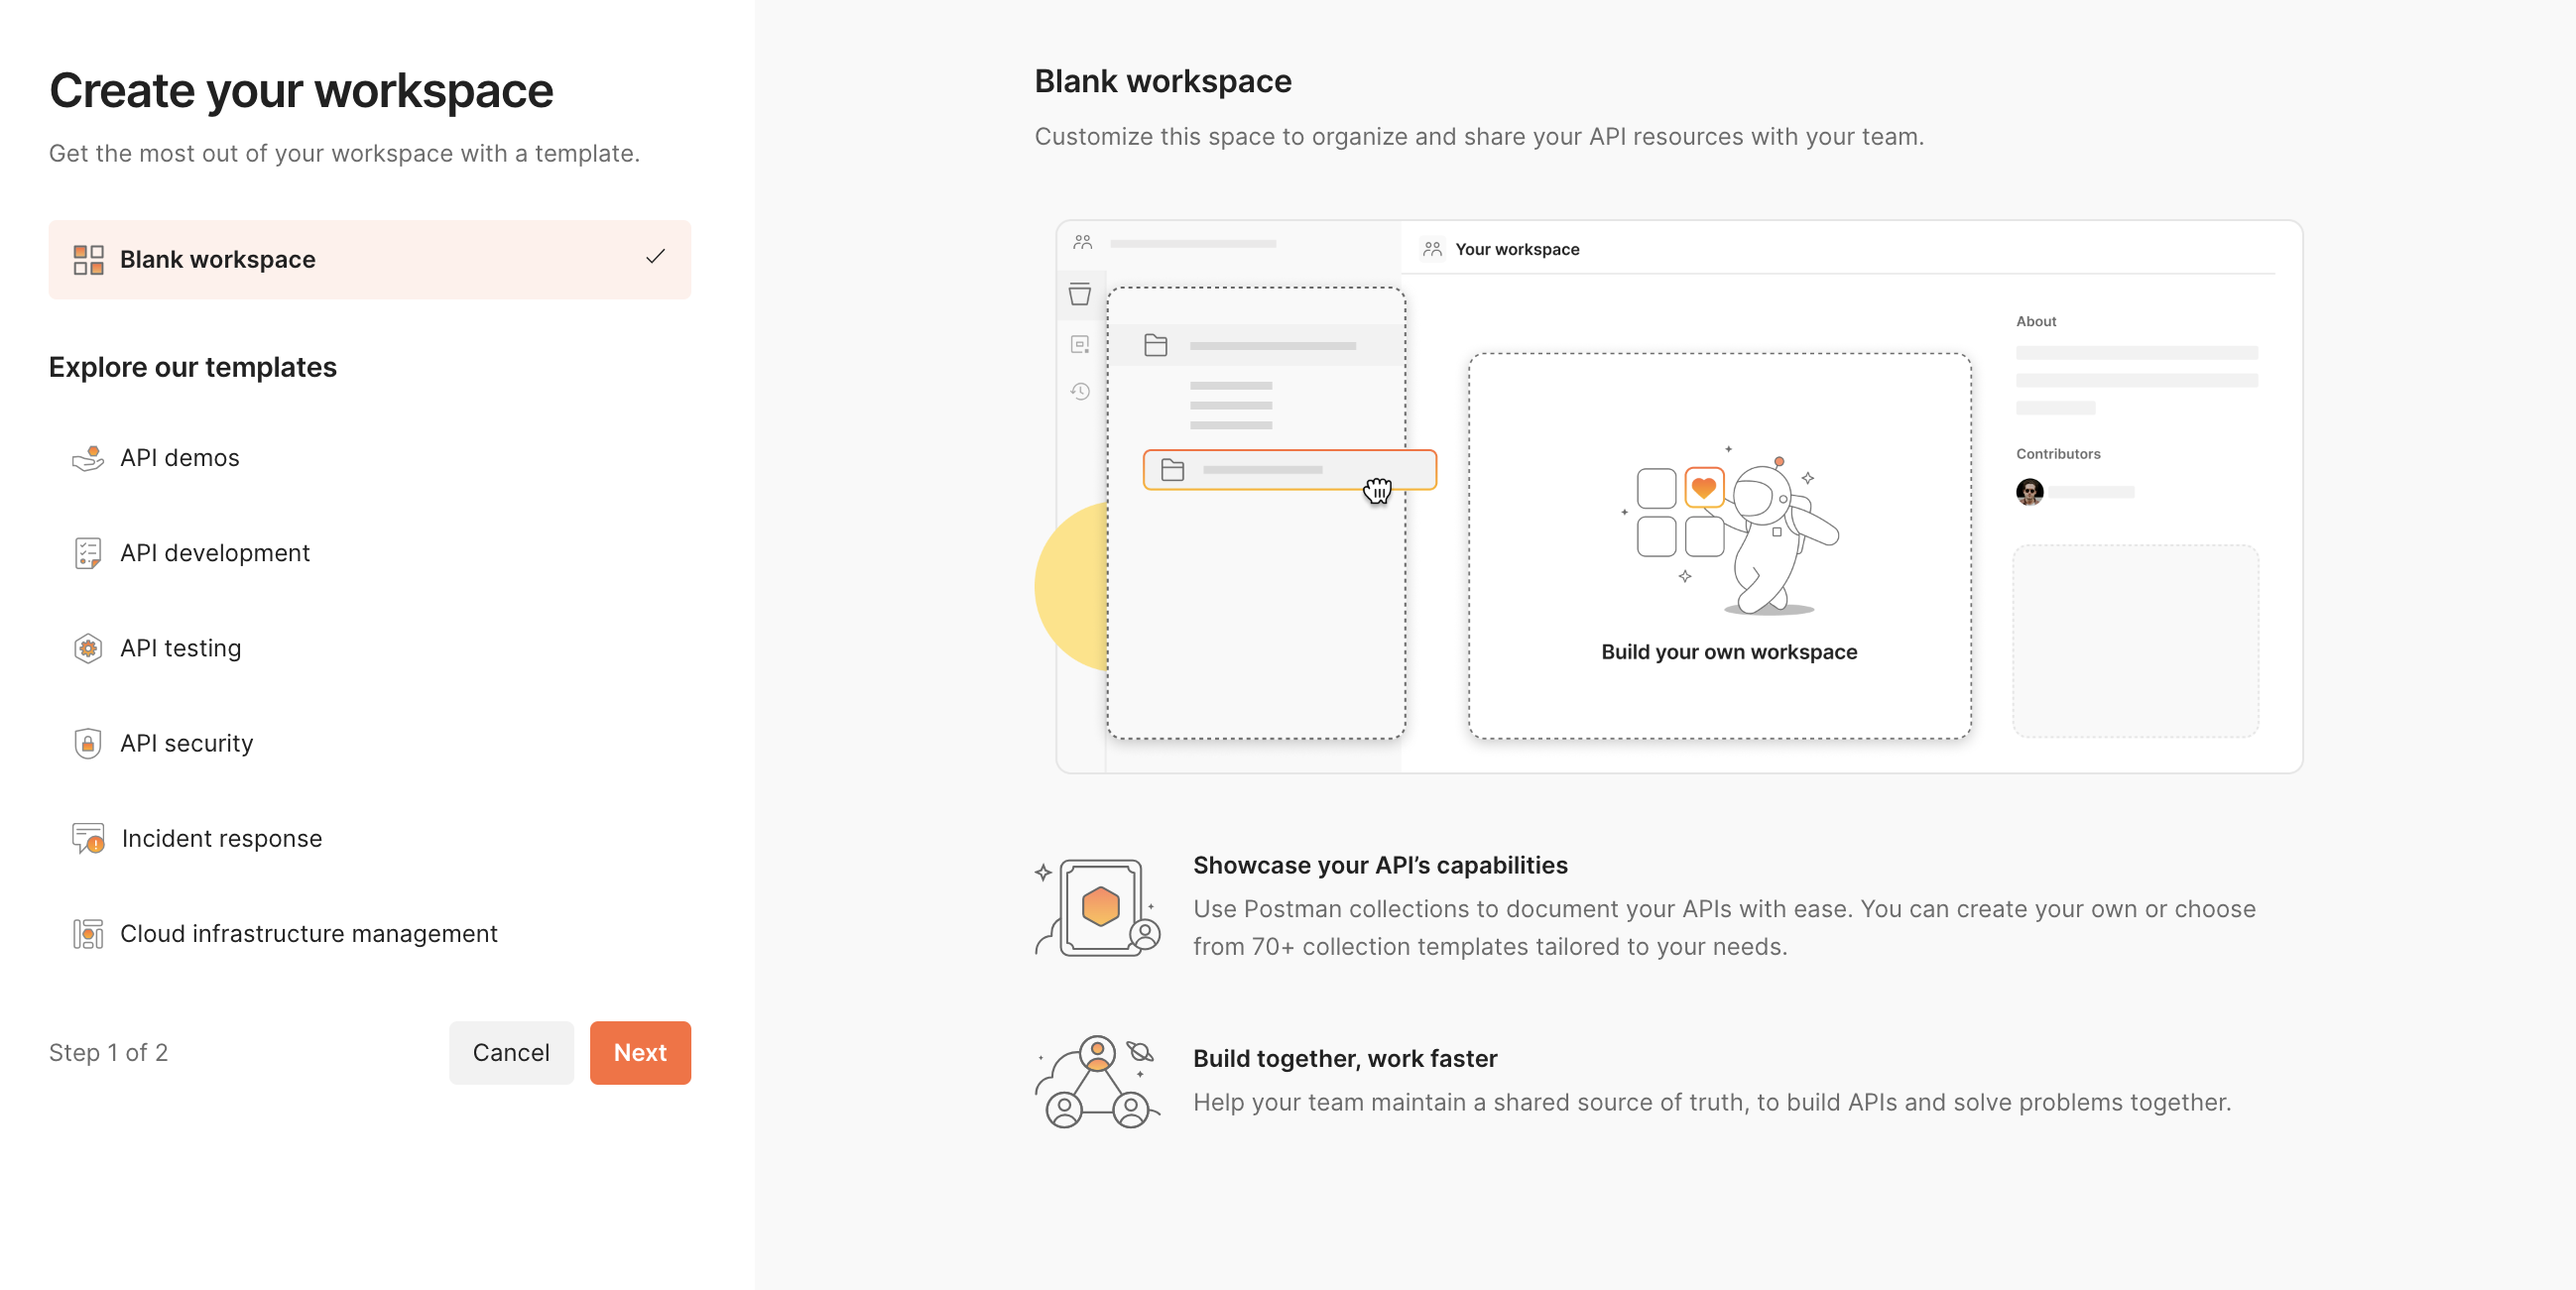 Create your workspace
Get the most out of your workspace with a template.
Blank workspace
Explore our templates
API demos
API development
API testing
API security
Incident response
Cloud infrastructure management
Step 1 of 2
Cancel
Next
Blank workspace
Customize this space to organize and share your API resources with your team.
Your workspace
About
Contributors
Build your own workspace
Showcase your API’s capabilities
Use Postman collections to document your APIs with ease. You can create your own or choose
from 70+ collection templates tailored to your needs.
Build together, work faster
Help your team maintain a shared source of truth, to build APIs and solve problems together.